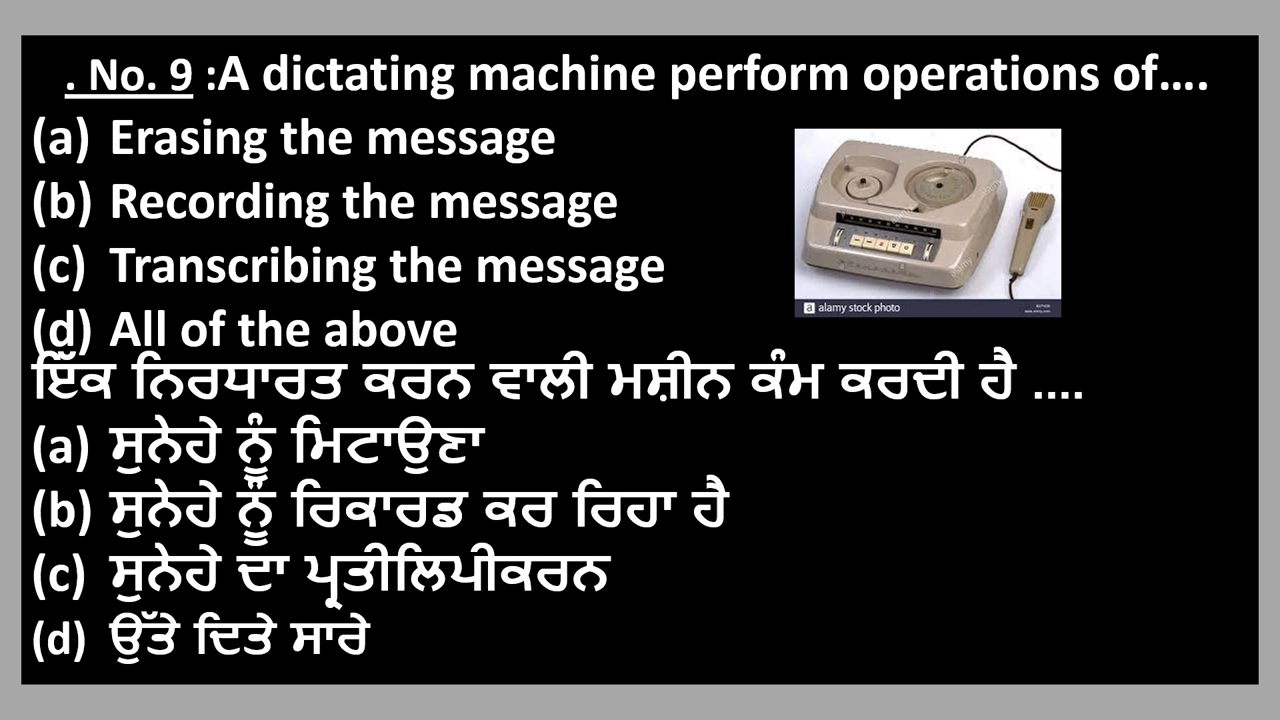 . No. 9 :A dictating machine perform operations of….
(a) Erasing the message
(b) Recording the message
(c) Transcribing the message
(d) All of the above
a alamy stock photo
ਇੱਕ ਨਿਰਧਾਰਤ ਕਰਨ ਵਾਲੀ ਮਸ਼ੀਨ ਕੰਮ ਕਰਦੀ ਹੈ ....
(a) ਸੁਨੇਹੇ ਨੂੰ ਮਿਟਾਉਣਾ
(b) ਸੁਨੇਹੇ ਨੂੰ ਰਿਕਾਰਡ ਕਰ ਰਿਹਾ ਹੈ
(c) ਸੁਨੇਹੇ ਦਾ ਪ੍ਰਤੀਲਿਪੀਕਰਨ
(d) ਉੱਤੇ ਦਿਤੇ ਸਾਰੇ